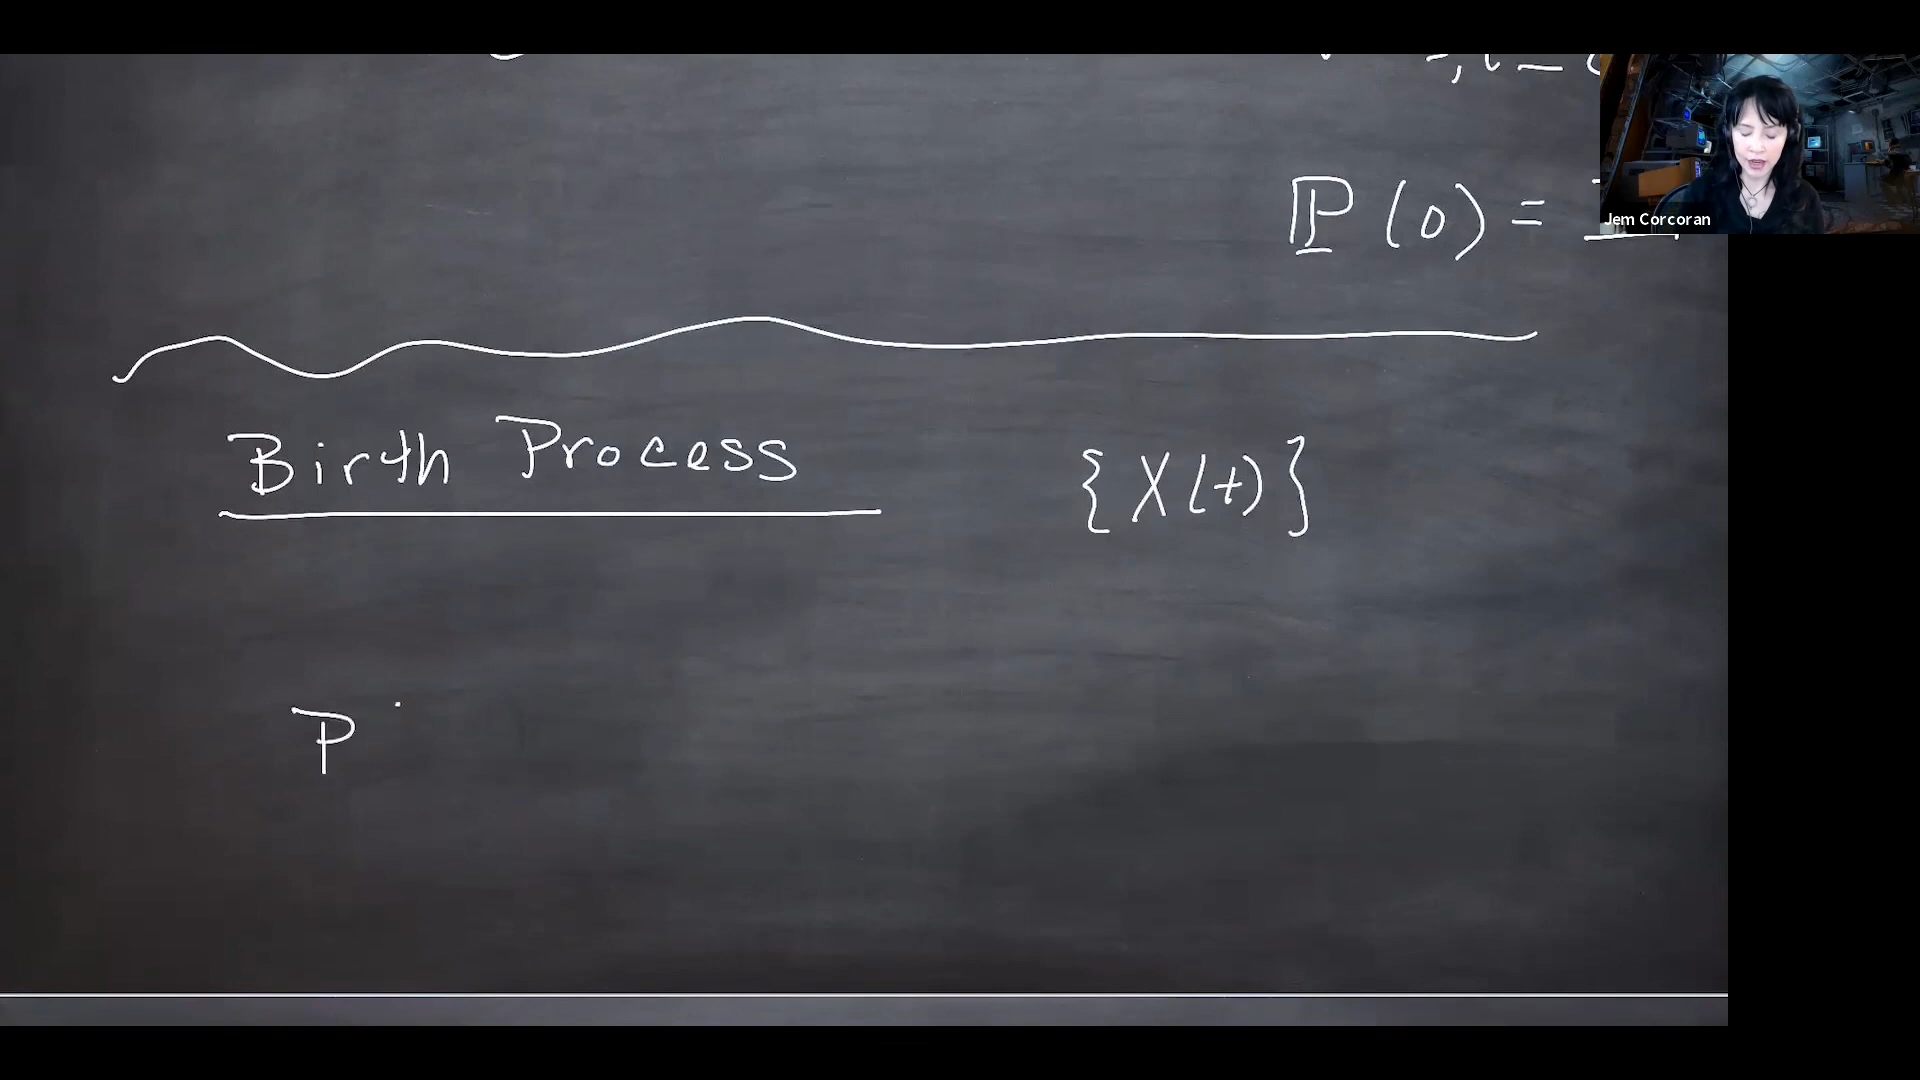 ℙ(0) =
Jem Corcoran
Birth Process {X(t)}
P